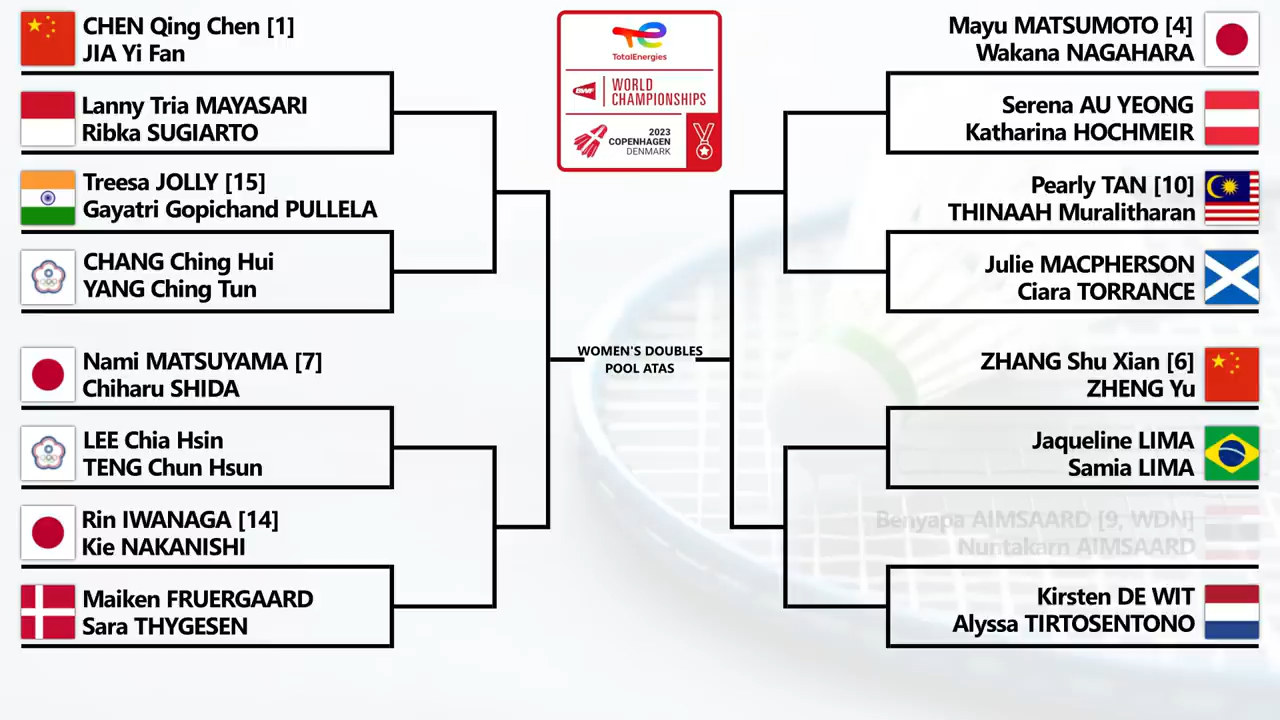 CHEN Qing Chen [1]
JIA Yi Fan
Lanny Tria MAYASARI
Ribka SUGIARTO
Treesa JOLLY [15]
Gayatri Gopichand PULLELA
CHANG Ching Hui
YANG Ching Tun
Nami MATSUYAMA [7]
Chiharu SHIDA
LEE Chia Hsin
TENG Chun Hsun
Rin IWANAGA [14]
Kie NAKANISHI
Maiken FRUERGAARD
Sara THYGESEN
TotalEnergies
BWF
WORLD
CHAMPIONSHIPS
2023
COPENHAGEN
DENMARK
WOMEN'S DOUBLES
POOL ATAS
Mayu MATSUMOTO [4]
Wakana NAGAHARA
Serena AU YEONG
Katharina HOCHMEIR
Pearly TAN [10]
THINAAH Muralitharan
Julie MACPHERSON
Ciara TORRANCE
ZHANG Shu Xian [6]
ZHENG Yu
Jaqueline LIMA
Samia LIMA
Benyapa AIMSAARD [9, WDN]
Nuntakarn AIMSAARD
Kirsten DE WIT
Alyssa TIRTOSENTONO